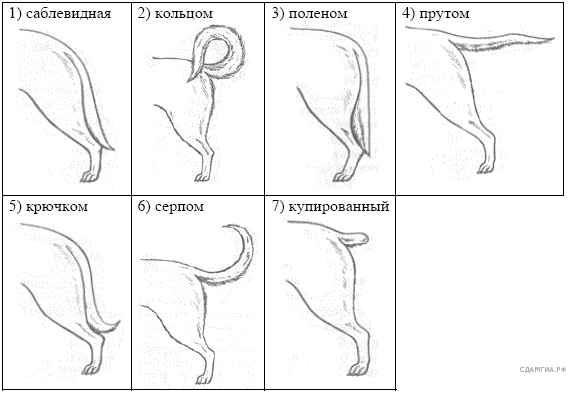 1) саблевидная
2) кольцом
3) поленом
4) прутом
5) крючком
6) серпом
7) купированный
СДАМГИА.РФ